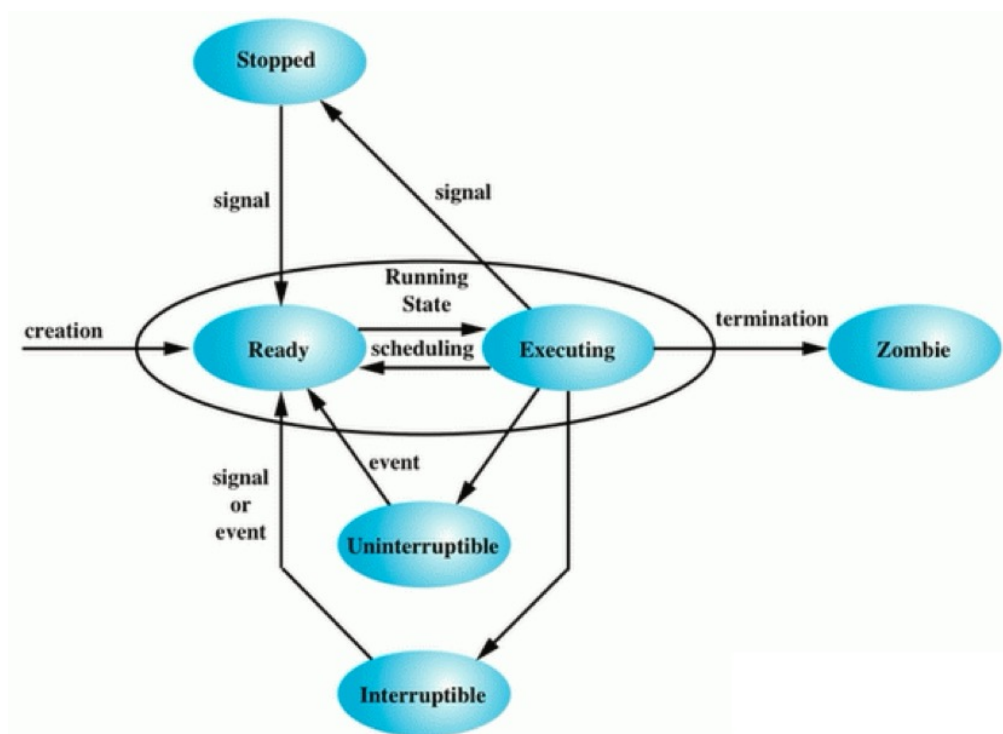 Stopped
signal
signal
Running
State
creation
Ready
scheduling
Executing
termination
Zombie
event
signal
or
event
Uninterruptible
Interruptible